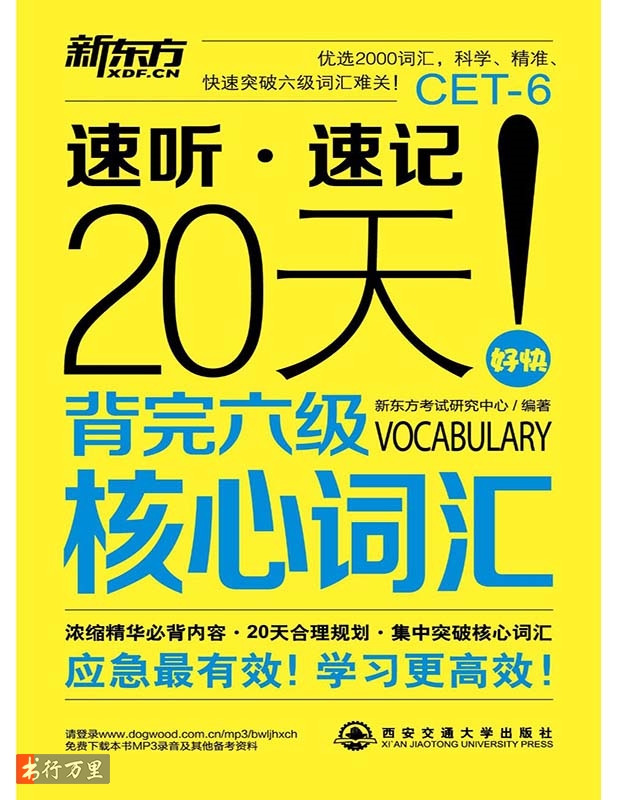 新东方
XDF.CN
优选2000词汇，科学、精准、
快速突破六级词汇难关！
CET-6
速听·速记
20天！
好快
背完六级
新东方考试研究中心/编著
VOCABULARY
核心词汇
浓缩精华必背内容·20天合理规划·集中突破核心词汇
应急最有效！学习更高效！
请登录www.dogwood.com.cn/mp3/bwljhxch
免费下载本书MP3录音及其他备考资料
西安交通大学出版社
XI'AN JIAOTONG UNIVERSITY PRESS
书行万里